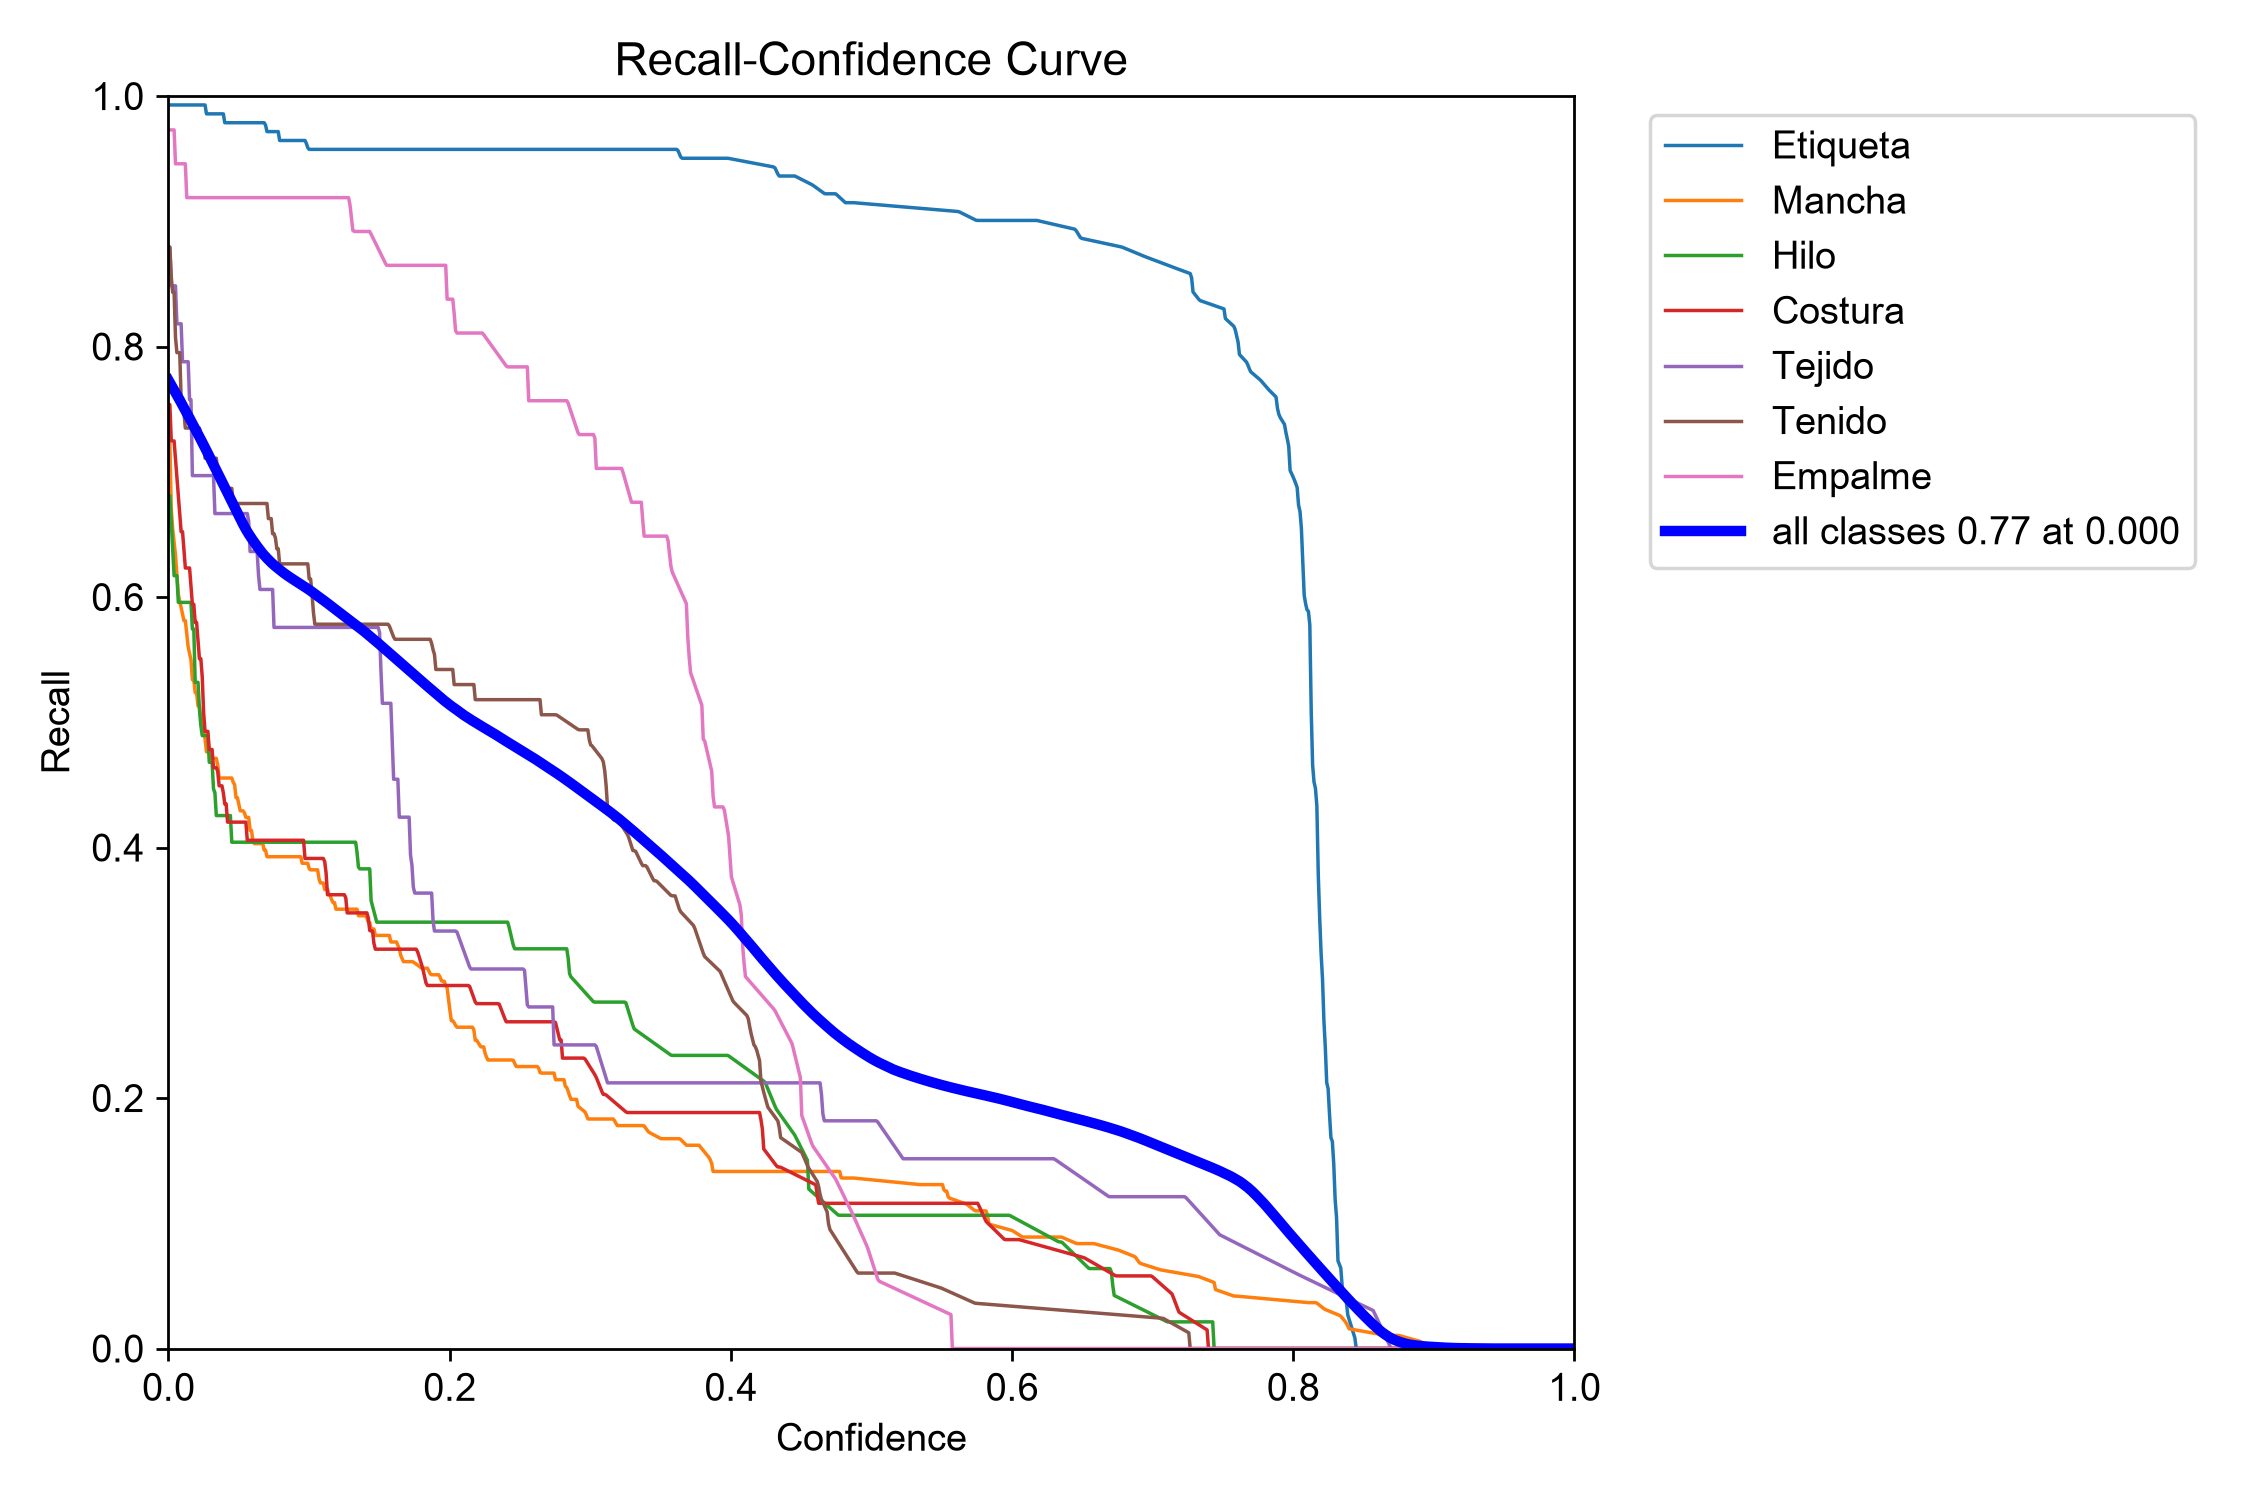 Recall-Confidence Curve
1.0
0.8
0.6
0.4
0.2
0.0
Recall
0.0 0.2 0.4 0.6 0.8 1.0
Confidence
Etiqueta
Mancha
Hilo
Costura
Tejido
Tenido
Empalme
all classes 0.77 at 0.000